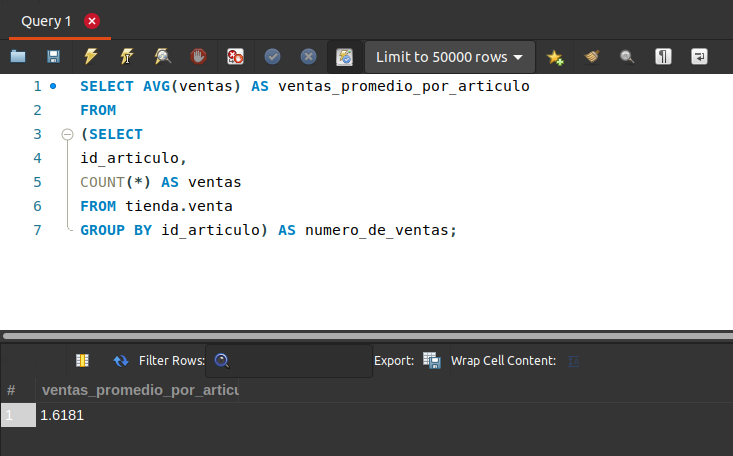 Query 1
Limit to 50000 rows
1 SELECT AVG(ventas) AS ventas_promedio_por_articulo
2 FROM
3 (SELECT
4 id_articulo,
5 COUNT(*) AS ventas
6 FROM tienda.venta
7 GROUP BY id_articulo) AS numero_de_ventas;
Filter Rows: Export: Wrap Cell Content:
# ventas_promedio_por_articu
1 1.6181